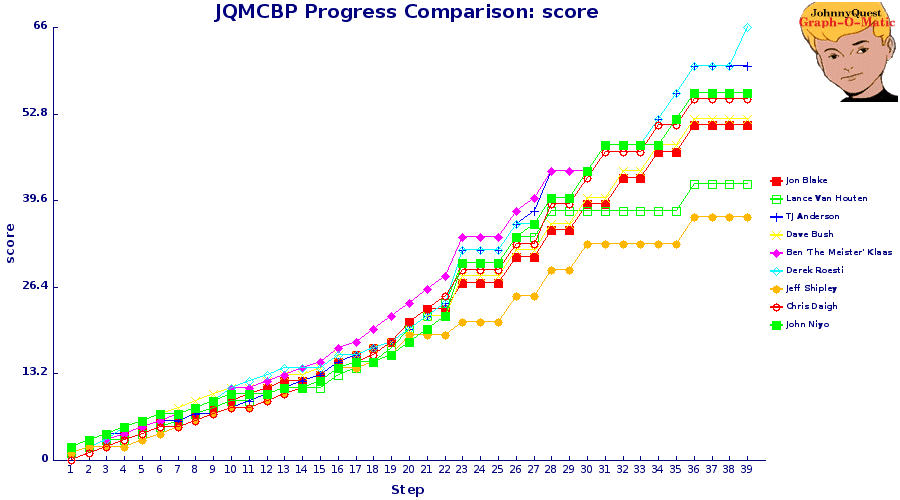 JQMCBP Progress Comparison: score
JohnnyQuest
Graph-O-Matic
66
52.8
39.6
26.4
13.2
0
score
1 2 3 4 5 6 7 8 9 10 11 12 13 14 15 16 17 18 19 20 21 22 23 24 25 26 27 28 29 30 31 32 33 34 35 36 37 38 39
Step
Jon Blake
Lance Van Houten
TJ Anderson
Dave Bush
Ben 'The Meister' Klaas
Derek Roesti
Jeff Shipley
Chris Daigh
John Niyo